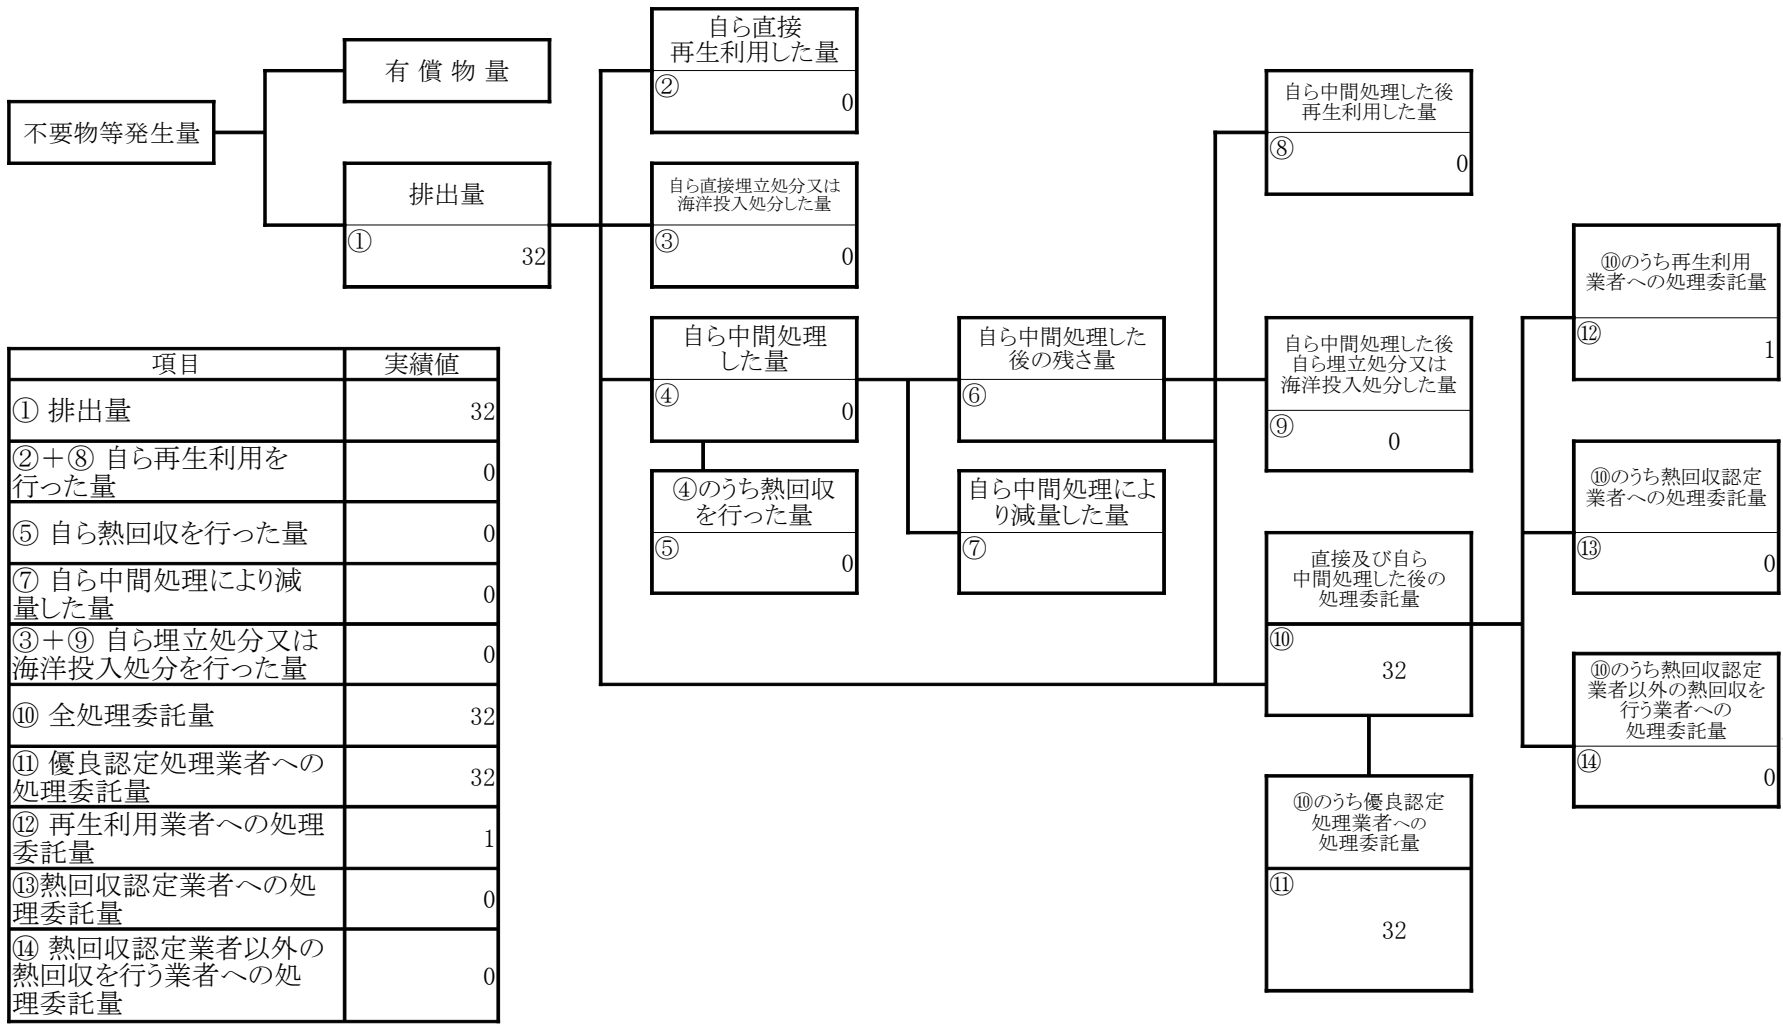 不要物等発生量
有 償 物 量
排出量
①
32
自ら直接
再生利用した量
②
0
自ら直接埋立処分又は
海洋投入処分した量
③
0
自ら中間処理
した量
④
0
④のうち熱回収
を行った量
⑤
0
自ら中間処理した
後の残さ量
⑥
自ら中間処理によ
り減量した量
⑦
自ら中間処理した後
再生利用した量
⑧
0
自ら中間処理した後
自ら埋立処分又は
海洋投入処分した量
⑨
0
直接及び自ら
中間処理した後の
処理委託量
⑩
32
⑩のうち優良認定
処理業者への
処理委託量
⑪
32
⑩のうち再生利用
業者への処理委託量
⑫
1
⑩のうち熱回収認定
業者への処理委託量
⑬
0
⑩のうち熱回収認定
業者以外の熱回収を
行う業者への
処理委託量
⑭
0
項目 実績値
① 排出量 32
②+⑧ 自ら再生利用を
行った量 0
⑤ 自ら熱回収を行った量 0
⑦ 自ら中間処理により減
量した量 0
③+⑨ 自ら埋立処分又は
海洋投入処分を行った量 0
⑩ 全処理委託量 32
⑪ 優良認定処理業者への
処理委託量 32
⑫ 再生利用業者への処理
委託量 1
⑬熱回収認定業者への処
理委託量 0
⑭ 熱回収認定業者以外の
熱回収を行う業者への処
理委託量 0